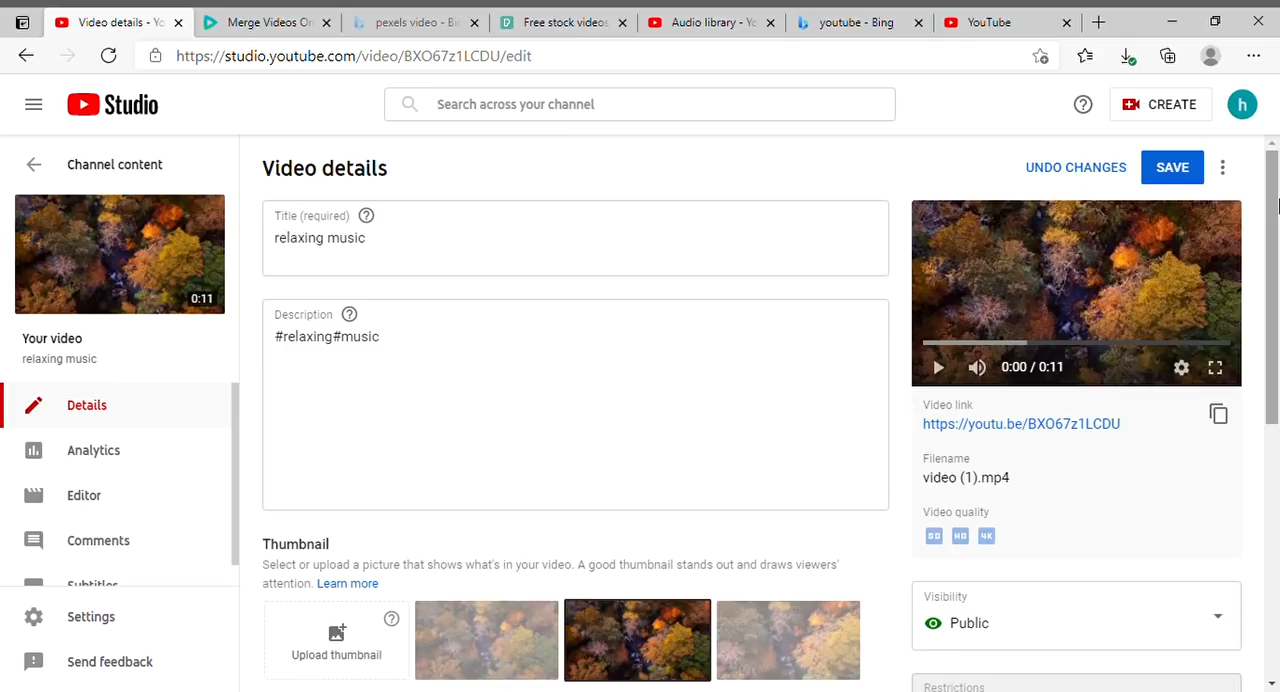 Video details - Yo
Merge Videos On
pexels video - Bin
Free stock videos
Audio library - Yo
youtube - Bing
YouTube
https://studio.youtube.com/video/BXO67z1LCDU/edit
Studio
Search across your channel
CREATE
h
Channel content
0:11
Your video
relaxing music
Details
Analytics
Editor
Comments
Subtitles
Settings
Send feedback
Video details
UNDO CHANGES
SAVE
Title (required)
relaxing music
Description
#relaxing#music
Thumbnail
Select or upload a picture that shows what's in your video. A good thumbnail stands out and draws viewers'
attention. Learn more
Upload thumbnail
0:00 / 0:11
Video link
https://youtu.be/BXO67z1LCDU
Filename
video (1).mp4
Video quality
SD HD 4K
Visibility
Public
Restrictions